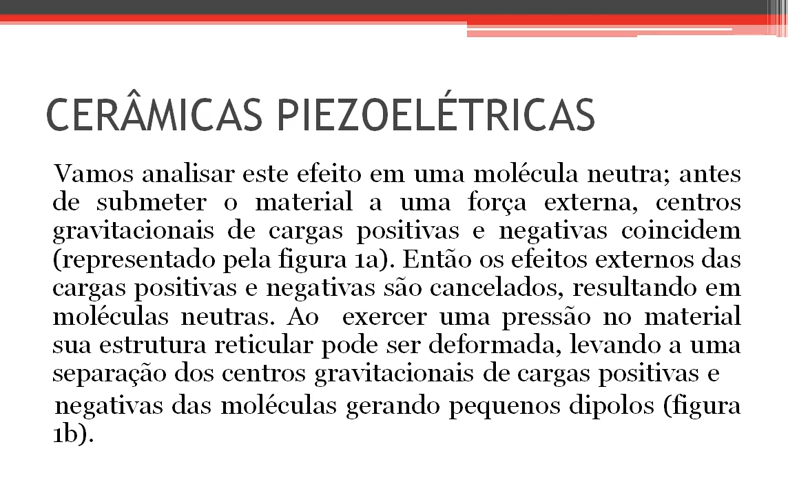 CERÂMICAS PIEZOELÉTRICAS
Vamos analisar este efeito em uma molécula neutra; antes
de submeter o material a uma força externa, centros
gravitacionais de cargas positivas e negativas coincidem
(representado pela figura 1a). Então os efeitos externos das
cargas positivas e negativas são cancelados, resultando em
moléculas neutras. Ao exercer uma pressão no material
sua estrutura reticular pode ser deformada, levando a uma
separação dos centros gravitacionais de cargas positivas e
negativas das moléculas gerando pequenos dipolos (figura
1b).